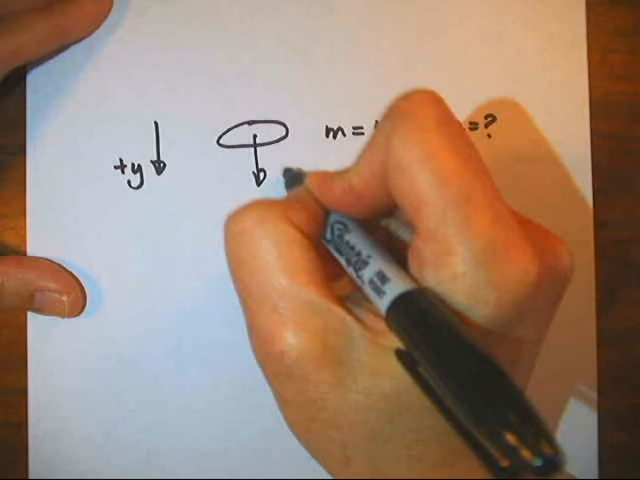 m = = ?
+y
Sharpie